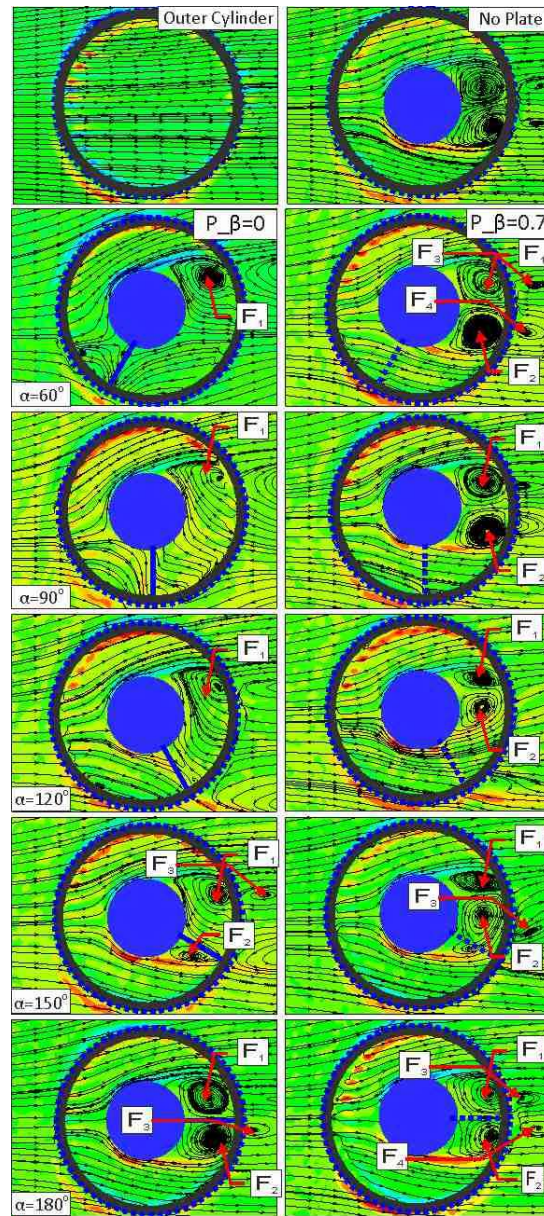 Outer Cylinder
No Plate
P_β=0
F₁
α=60°
P_β=0.7
F₃
F₁
F₄
F₂
F₁
α=90°
F₁
F₂
F₁
α=120°
F₁
F₂
F₃
F₁
F₂
α=150°
F₁
F₃
F₂
F₁
F₃
F₂
α=180°
F₃
F₁
F₄
F₂